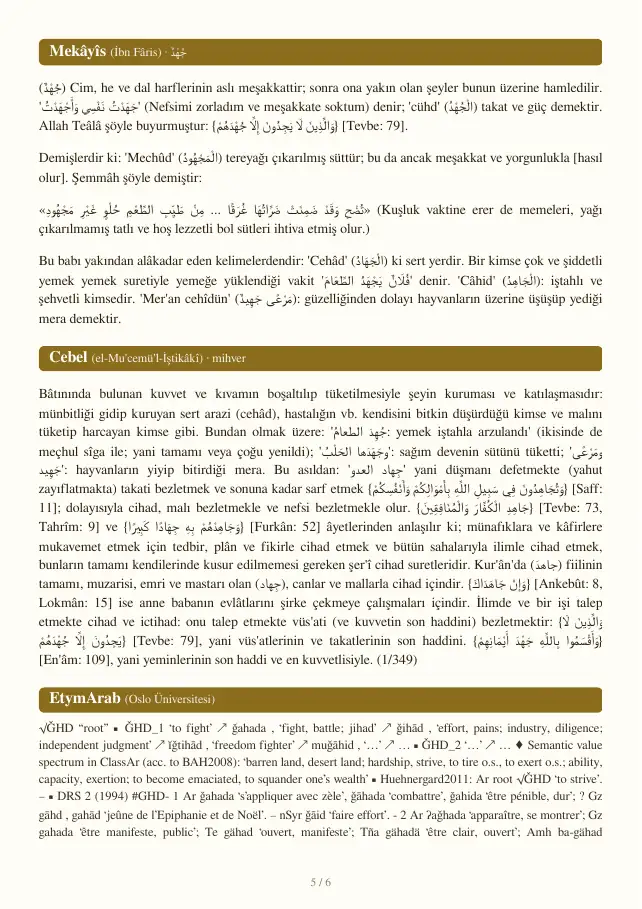 Mekâyîs (İbn Fâris) · جُهْدٌ
(جُهْدٌ) Cim, he ve dal harflerinin aslı meşakkattir; sonra ona yakın olan şeyler bunun üzerine hamledilir.
'جَهَدْتُ نَفْسِي وَأَجْهَدْتُ' (Nefsimi zorladım ve meşakkate soktum) denir; 'cühd' (الْجُهْدُ) takat ve güç demektir.
Allah Teâlâ şöyle buyurmuştur: {وَالَّذِينَ لَا يَجِدُونَ إِلَّا جُهْدَهُمْ} [Tevbe: 79].
Demişlerdir ki: 'Mechûd' (الْمَجْهُودُ) tereyağı çıkarılmış süttür; bu da ancak meşakkat ve yorgunlukla [hasıl
olur]. Şemmâh şöyle demiştir:
«تُضْحِ وَقَدْ ضَمِنَتْ ضَرَّاتُهَا غُرَقًا ... مِنْ طَيِّبِ الطَّعْمِ حُلْوٍ غَيْرِ مَجْهُودِ» (Kuşluk vaktine erer de memeleri, yağı
çıkarılmamış tatlı ve hoş lezzetli bol sütleri ihtiva etmiş olur.)
Bu babı yakından alâkadar eden kelimelerdendir: 'Cehâd' (الْجَهَادُ) ki sert yerdir. Bir kimse çok ve şiddetli
yemek yemek suretiyle yemeğe yüklendiği vakit 'فُلَانٌ يَجْهَدُ الطَّعَامَ' denir. 'Câhid' (الْجَاهِدُ): iştahlı ve
şehvetli kimsedir. 'Mer'an cehîdün' (مَرْعًى جَهِيدٌ): güzelliğinden dolayı hayvanların üzerine üşüşüp yediği
mera demektir.
Cebel (el-Mu'cemü'l-İştikâkî) · mihver
Bâtınında bulunan kuvvet ve kıvamın boşaltılıp tüketilmesiyle şeyin kuruması ve katılaşmasıdır:
münbitliği gidip kuruyan sert arazi (cehâd), hastalığın vb. kendisini bitkin düşürdüğü kimse ve malını
tüketip harcayan kimse gibi. Bundan olmak üzere: 'جُهِدَ الطعامُ: yemek iştahla arzulandı' (ikisinde de
meçhul sîga ile; yani tamamı veya çoğu yenildi); 'وجَهَدها الحَلْبُ': sağım devenin sütünü tüketti; 'ومَرْعًى
جَهِيد': hayvanların yiyip bitirdiği mera. Bu asıldan: 'جهاد العدو' yani düşmanı defetmekte (yahut
zayıflatmakta) takati bezletmek ve sonuna kadar sarf etmek {وَتُجَاهِدُونَ فِي سَبِيلِ اللَّهِ بِأَمْوَالِكُمْ وَأَنْفُسِكُمْ} [Saff:
11]; dolayısıyla cihad, malı bezletmekle ve nefsi bezletmekle olur. {جَاهِدِ الْكُفَّارَ وَالْمُنَافِقِينَ} [Tevbe: 73,
Tahrîm: 9] ve {وَجَاهِدْهُمْ بِهِ جِهَادًا كَبِيرًا} [Furkân: 52] âyetlerinden anlaşılır ki; münafıklara ve kâfirlere
mukavemet etmek için tedbir, plân ve fikirle cihad etmek ve bütün sahalarıyla ilimle cihad etmek,
bunların tamamı kendilerinde kusur edilmemesi gereken şer'î cihad suretleridir. Kur'ân'da (جاهدَ) fiilinin
tamamı, muzarisi, emri ve mastarı olan (جِهاد), canlar ve mallarla cihad içindir. {وَإِنْ جَاهَدَاكَ} [Ankebût: 8,
Lokmân: 15] ise anne babanın evlâtlarını şirke çekmeye çalışmaları içindir. İlimde ve bir işi talep
etmekte cihad ve ictihad: onu talep etmekte vüs'ati (ve kuvvetin son haddini) bezletmektir: {وَالَّذِينَ لَا
يَجِدُونَ إِلَّا جُهْدَهُمْ} [Tevbe: 79], yani vüs'atlerinin ve takatlerinin son haddini. {وَأَقْسَمُوا بِاللَّهِ جَهْدَ أَيْمَانِهِمْ}
[En'âm: 109], yani yeminlerinin son haddi ve en kuvvetlisiyle. (1/349)
EtymArab (Oslo Üniversitesi)
√ǦHD “root” ▪ ǦHD_1 ‘to fight’ ↗ ǧahada , ‘fight, battle; jihad’ ↗ ǧihād , ‘effort, pains; industry, diligence;
independent judgment’ ↗ ĭǧtihād , ‘freedom fighter’ ↗ muǧāhid , ‘…’ ↗ … ▪ ǦHD_2 ‘…’ ↗ … ♦ Semantic value
spectrum in ClassAr (acc. to BAH2008): ‘barren land, desert land; hardship, strive, to tire o.s., to exert o.s.; ability,
capacity, exertion; to become emaciated, to squander one’s wealth’ ▪ Huehnergard2011: Ar root √ǦHD ‘to strive’.
– ▪ DRS 2 (1994) #GHD- 1 Ar ǧahada ‘s’appliquer avec zèle’, ǧāhada ‘combattre’, ǧahida ‘être pénible, dur’; ? Gz
gāhd , gahād ‘jeûne de l’Epiphanie et de Noël’. – nSyr ǧāid ‘faire effort’. - 2 Ar ʔaǧhada ‘apparaître, se montrer’; Gz
gahada ‘être manifeste, public’; Te gähad ‘ouvert, manifeste’; Tña gähadä ‘être clair, ouvert’; Amh ba-gähad
5 / 6